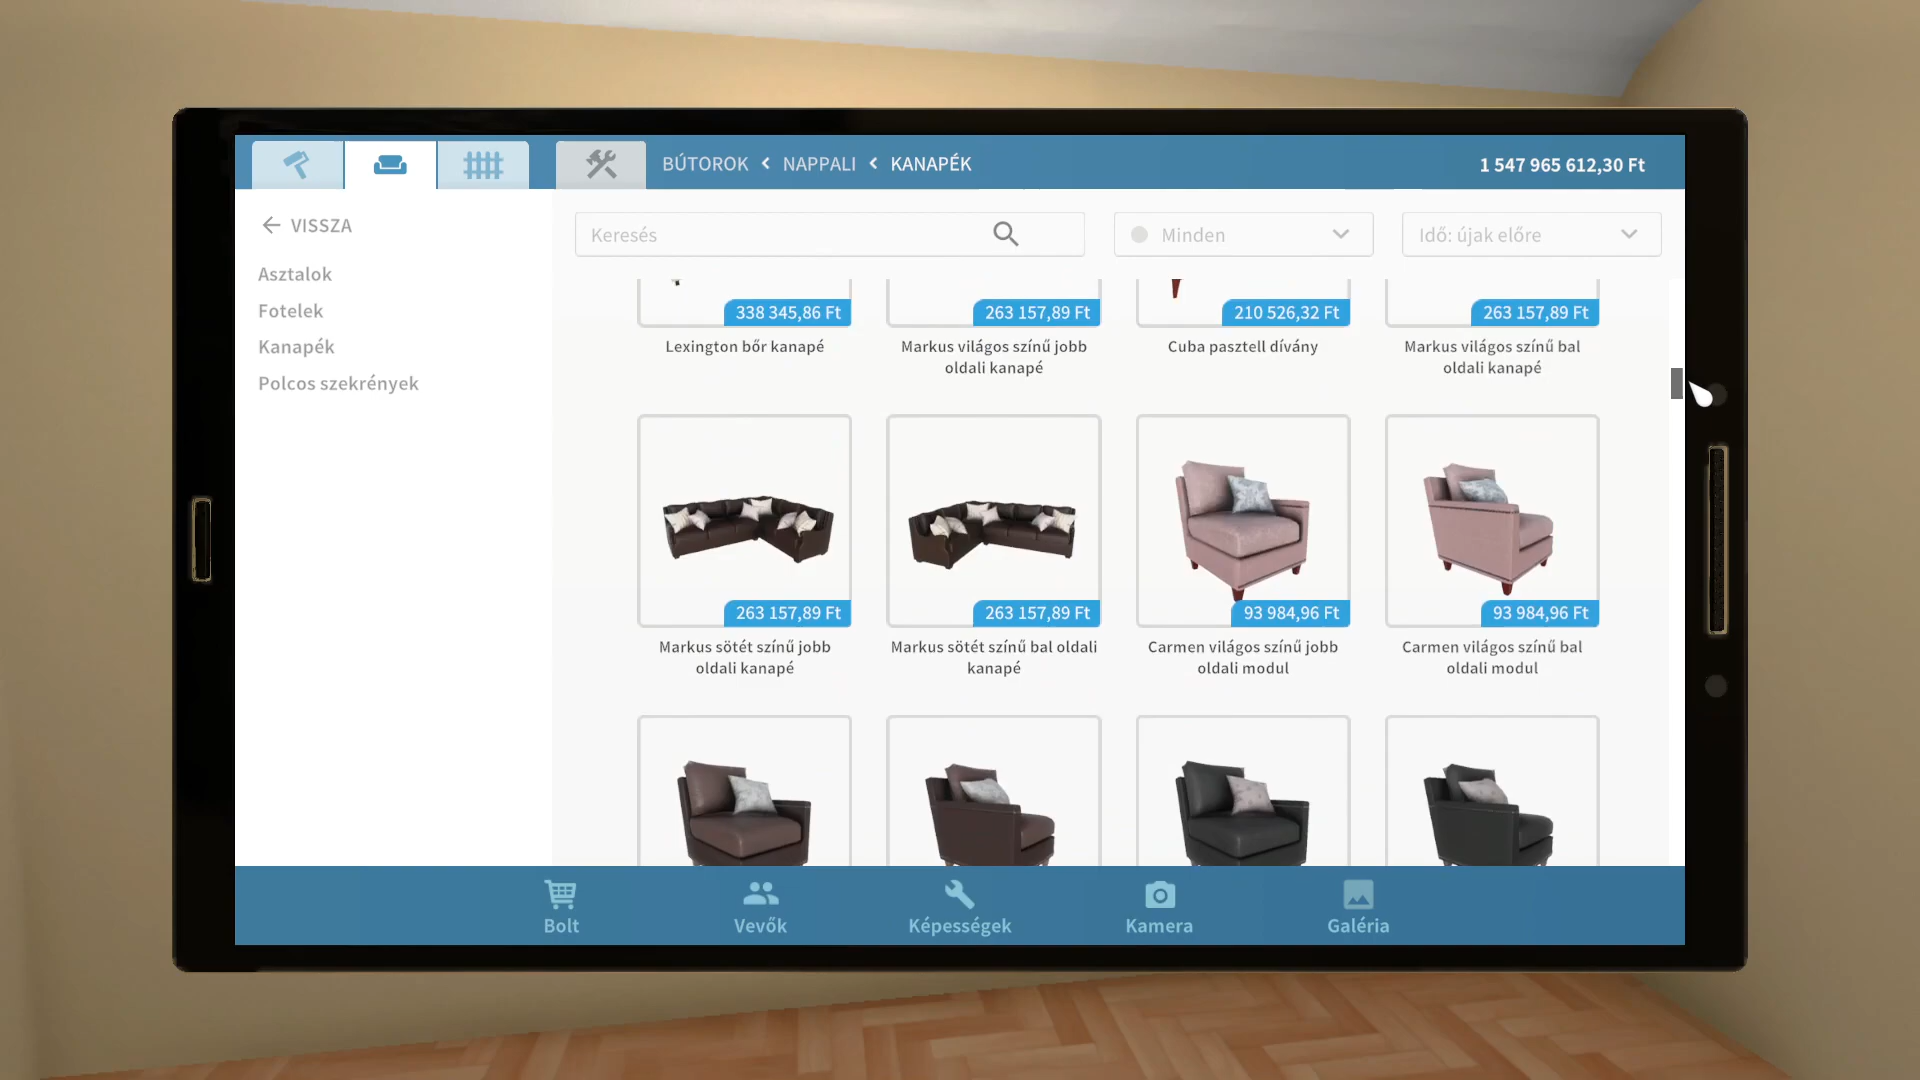 BÚTOROK NAPPALI KANAPÉK
1 547 965 612,30 Ft
VISSZA
Asztalok
Fotelek
Kanapék
Polcos szekrények
Keresés
Minden
Idő: újak előre
338 345,86 Ft
263 157,89 Ft
210 526,32 Ft
263 157,89 Ft
Lexington bőr kanapé
Markus világos színű jobb
oldali kanapé
Cuba pasztell dívány
Markus világos színű bal
oldali kanapé
263 157,89 Ft
263 157,89 Ft
93 984,96 Ft
93 984,96 Ft
Markus sötét színű jobb
oldali kanapé
Markus sötét színű bal oldali
kanapé
Carmen világos színű jobb
oldali modul
Carmen világos színű bal
oldali modul
Bolt
Vevők
Képességek
Kamera
Galéria